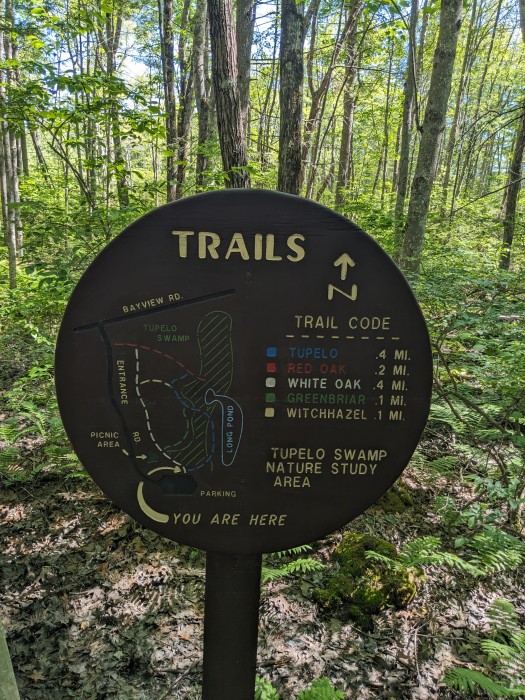 TRAILS
N
BAYVIEW RD.
TUPELO
SWAMP
ENTRANCE
RD.
PICNIC
AREA
LONG POND
PARKING
YOU ARE HERE
TRAIL CODE
TUPELO .4 MI.
RED OAK .2 MI.
WHITE OAK .4 MI.
GREENBRIAR .1 MI.
WITCHHAZEL .1 MI.
TUPELO SWAMP
NATURE STUDY
AREA